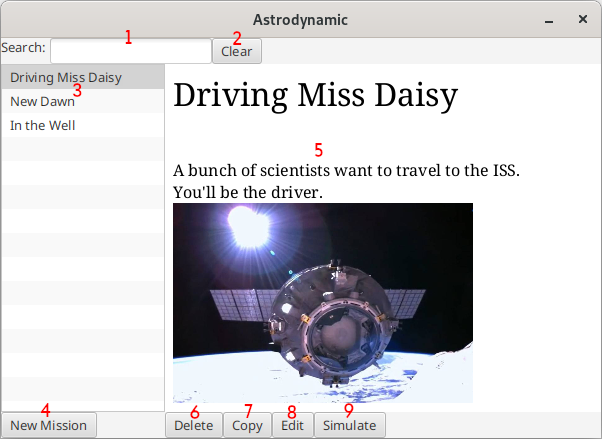 Astrodynamic
1
2
Search:
Clear
Driving Miss Daisy
3
New Dawn
In the Well
Driving Miss Daisy
5
A bunch of scientists want to travel to the ISS.
You'll be the driver.
4
6
7
8
9
New Mission
Delete
Copy
Edit
Simulate